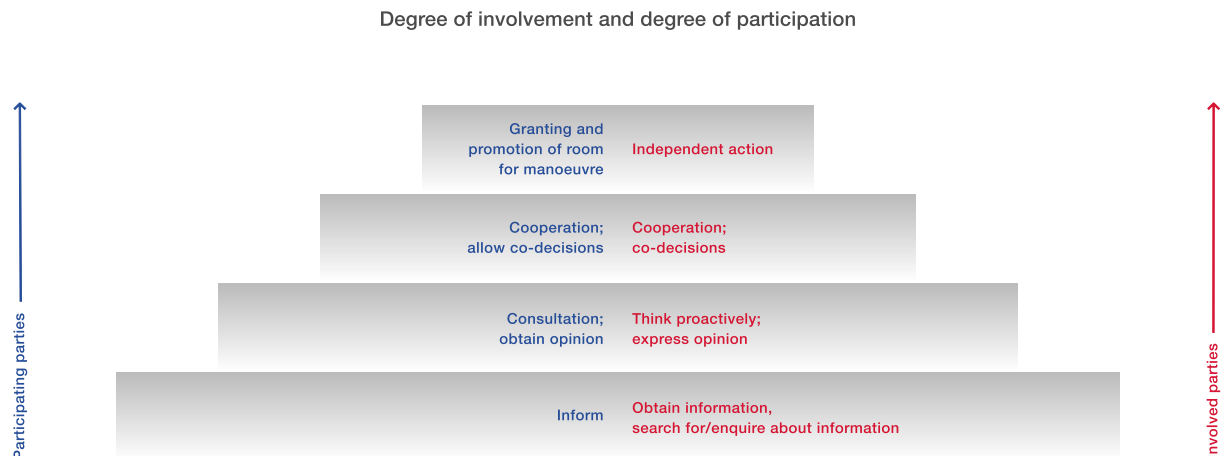 Degree of involvement and degree of participation
Granting and
promotion of room
for manoeuvre
Independent action
Cooperation;
allow co-decisions
Cooperation;
co-decisions
Consultation;
obtain opinion
Think proactively;
express opinion
Inform
Obtain information,
search for/enquire about information
Participating parties
nvolved parties